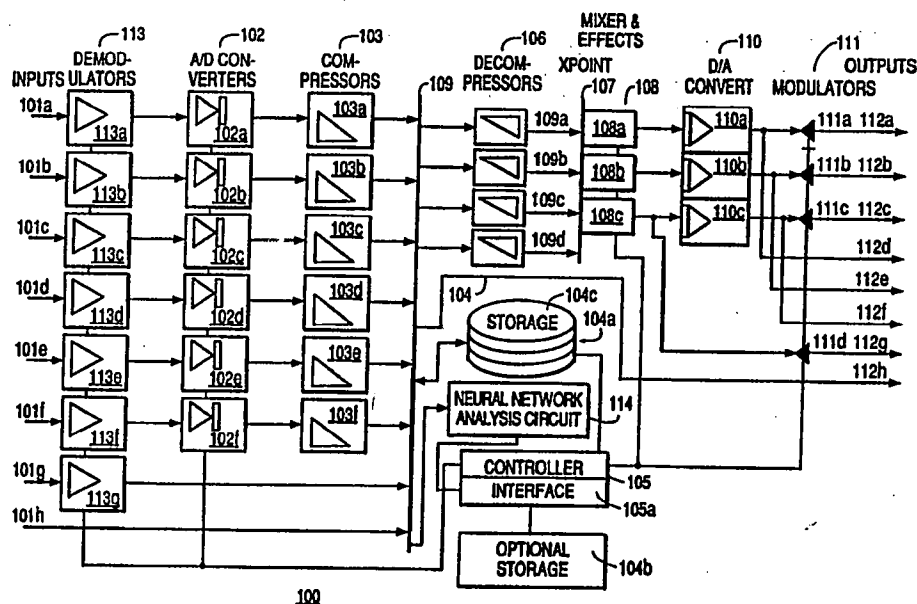 113
DEMOD-
ULATORS
102
A/D CON-
VERTERS
103
COM-
PRESSORS
106
DECOM-
PRESSORS
109
MIXER &
EFFECTS
XPOINT
107
108
110
D/A
CONVERT
111
MODULATORS
INPUTS
OUTPUTS
101a
113a
102a
103a
109a
108a
110a
111a
112a
101b
113b
102b
103b
109b
108b
110b
111b
112b
101c
113c
102c
103c
109c
108c
110c
111c
112c
109d
112d
101d
113d
102d
103d
104
STORAGE
104c
104a
112e
112f
101e
113e
102e
103e
111d
112g
112h
101f
113f
102f
103f
NEURAL NETWORK
ANALYSIS CIRCUIT
114
101g
113g
CONTROLLER
105
INTERFACE
105a
101h
OPTIONAL
STORAGE
104b
100